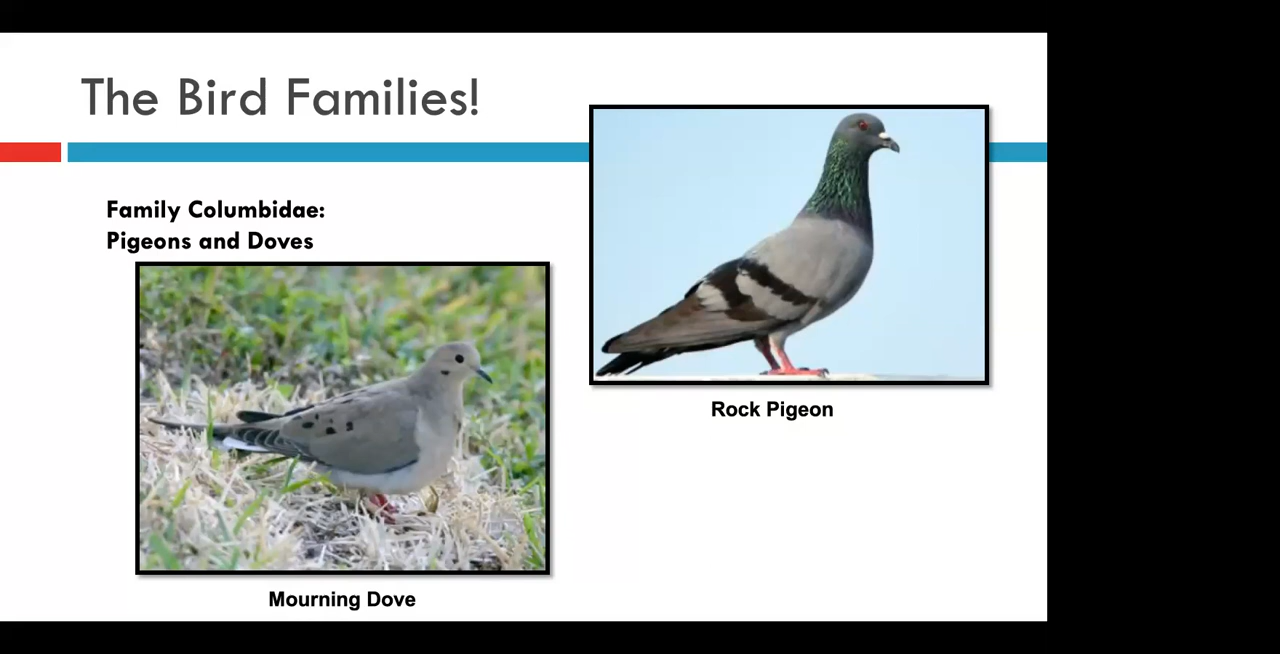 The Bird Families!
Family Columbidae:
Pigeons and Doves
Rock Pigeon
Mourning Dove